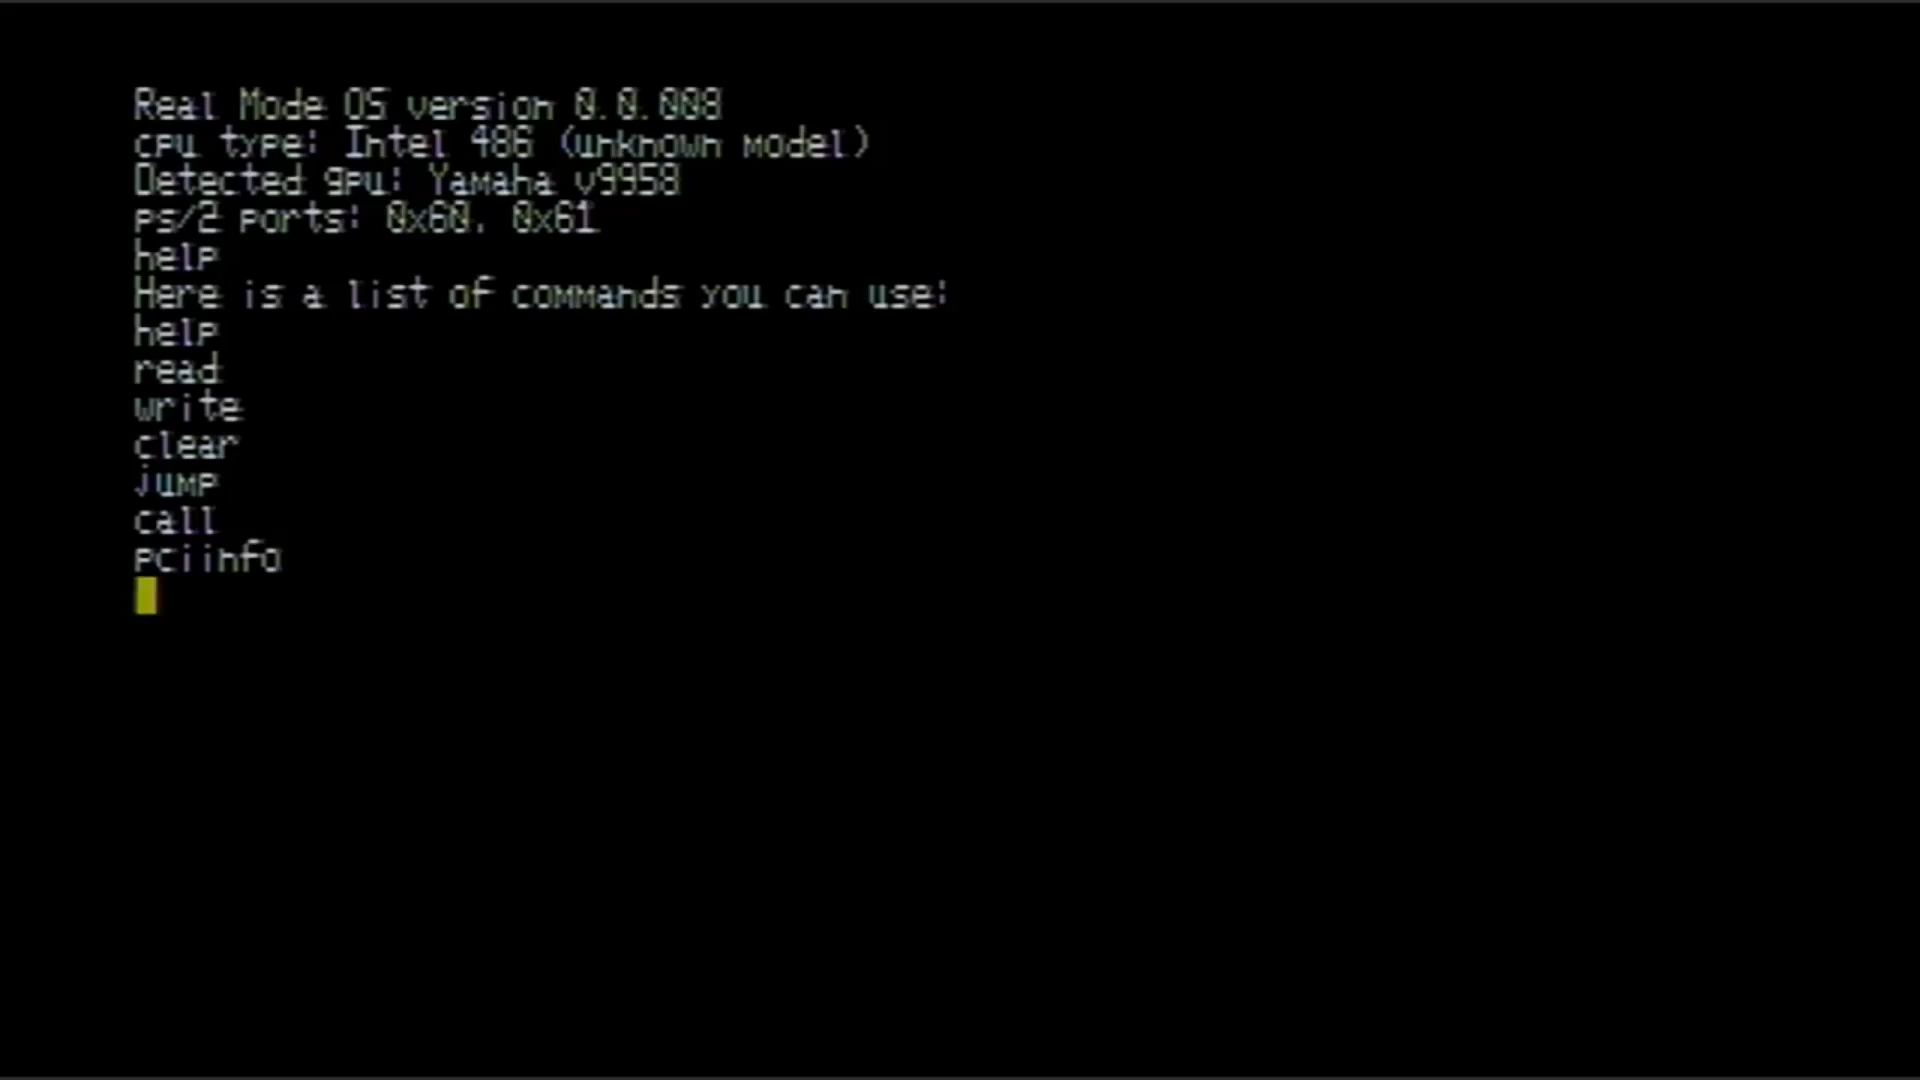 Real Mode OS version 0.0.008
cpu type: Intel 486 (unknown model)
Detected gpu: Yamaha v9958
ps/2 ports: 0x60, 0x61
help
Here is a list of commands you can use:
help
read
write
clear
jump
call
pciinfo